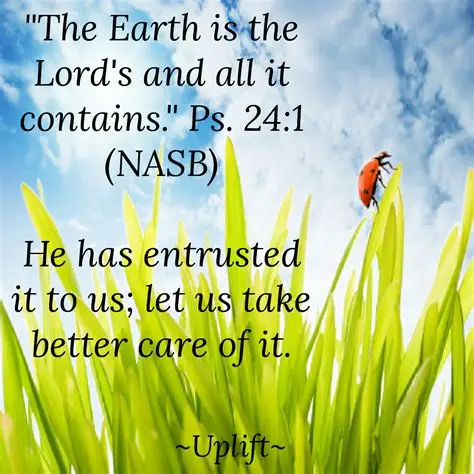 "The Earth is the
Lord's and all it
contains." Ps. 24:1
(NASB)
He has entrusted
it to us; let us take
better care of it.
~Uplift~